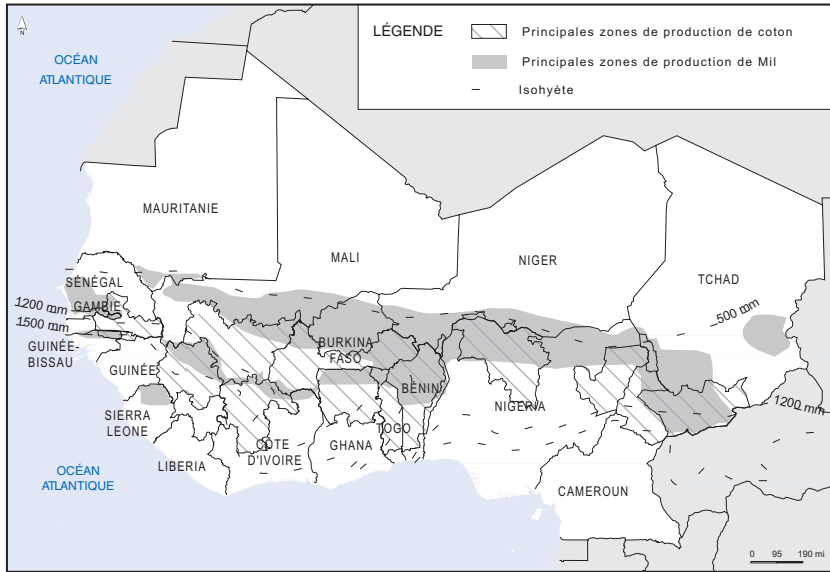 N
LÉGENDE
Principales zones de production de coton
Principales zones de production de Mil
Isohyète
OCÉAN
ATLANTIQUE
MAURITANIE
MALI
NIGER
TCHAD
SÉNÉGAL
GAMBIE
1200 mm
1500 mm
500 mm
GUINÉE-
BISSAU
GUINÉE
BURKINA
FASO
BÉNIN
NIGERIA
1200 mm
SIERRA
LEONE
TOGO
CÔTE
D'IVOIRE
GHANA
LIBERIA
OCÉAN
ATLANTIQUE
CAMEROUN
0 95 190 mi